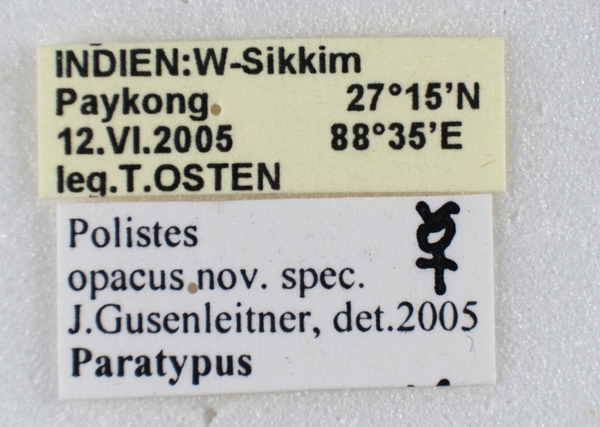 INDIEN:W-Sikkim
Paykong. 27°15'N
12.VI.2005 88°35'E
leg.T.OSTEN
Polistes ☿
opacus nov. spec.
J.Gusenleitner, det.2005
Paratypus